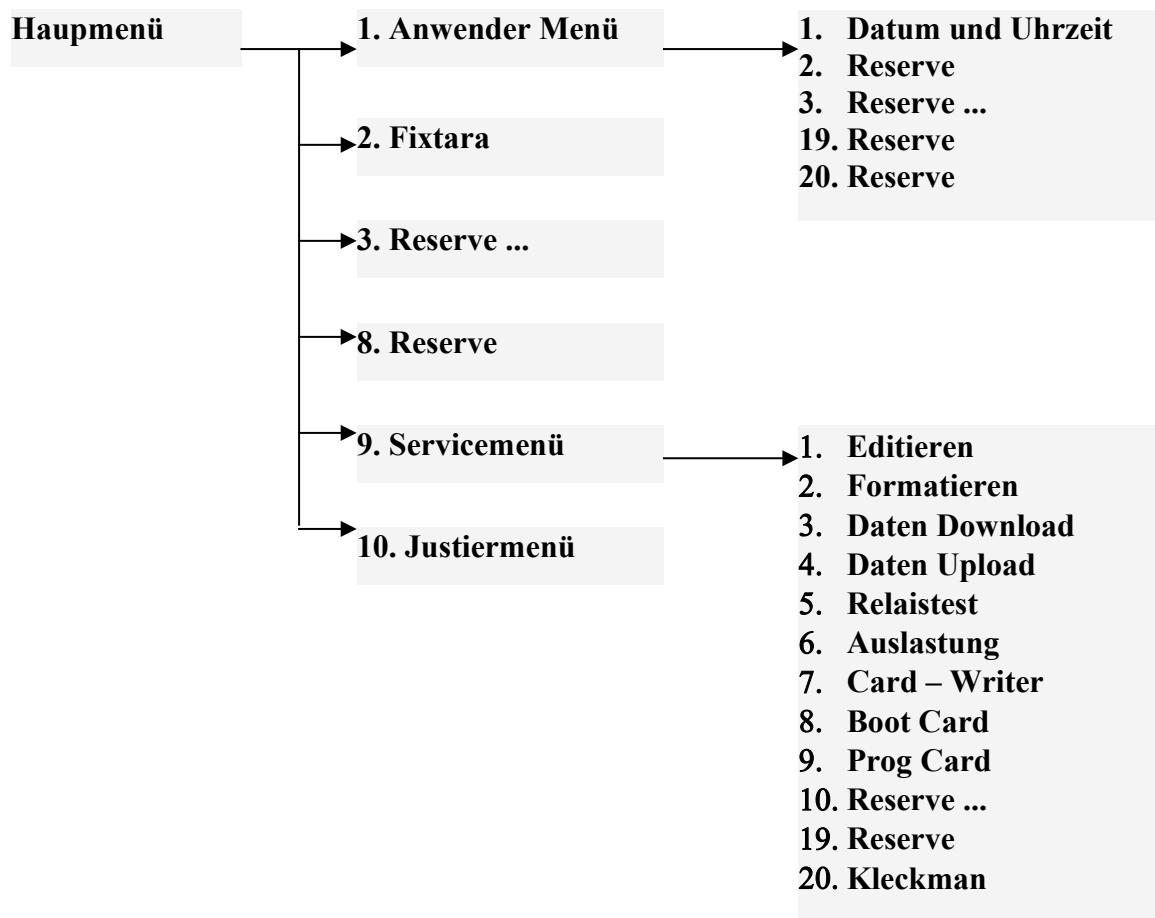 Haupmenü
1. Anwender Menü
2. Fixtara
3. Reserve ...
8. Reserve
9. Servicemenü
10. Justiermenü
1. Datum und Uhrzeit
2. Reserve
3. Reserve ...
19. Reserve
20. Reserve
1. Editieren
2. Formatieren
3. Daten Download
4. Daten Upload
5. Relaistest
6. Auslastung
7. Card – Writer
8. Boot Card
9. Prog Card
10. Reserve ...
19. Reserve
20. Kleckman